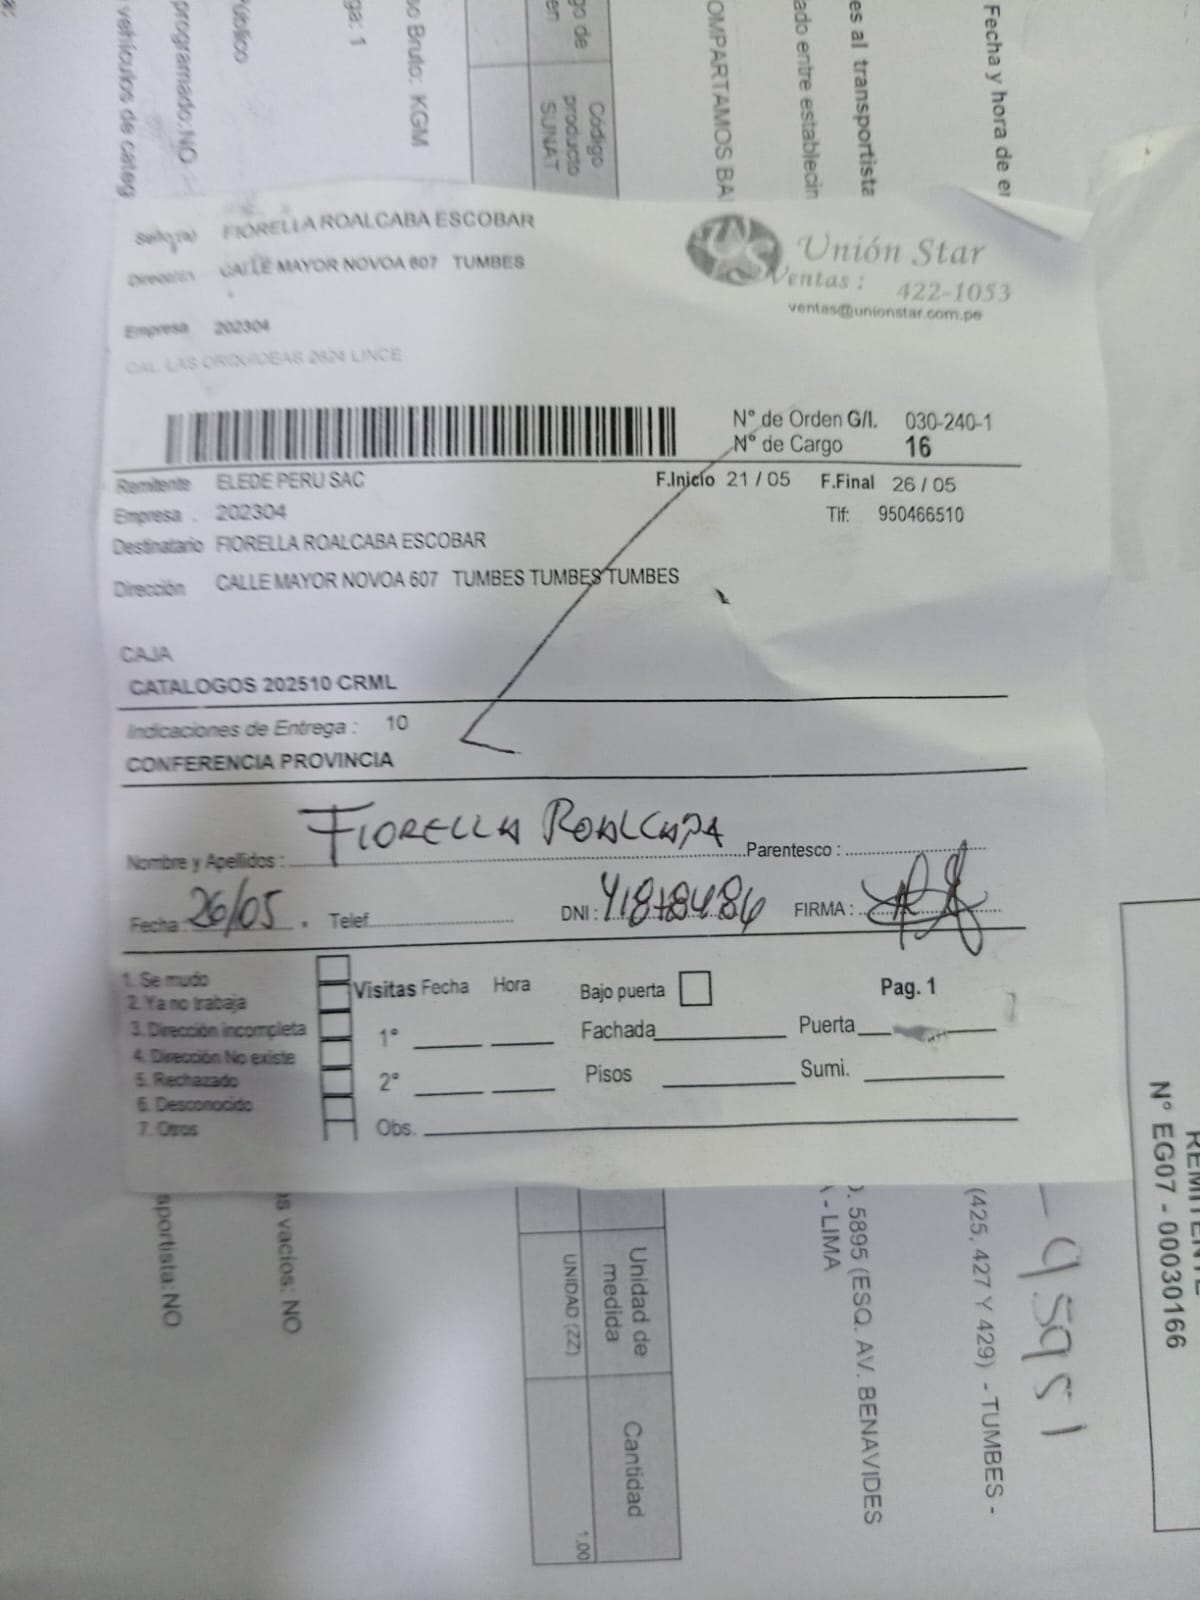 Señor(a) FIORELLA ROALCABA ESCOBAR
Dirección CALLE MAYOR NOVOA 607 TUMBES
Empresa 202304
CAL. LAS ORQUIDEAS 2624 LINCE
US Unión Star
Ventas : 422-1053
ventas@unionstar.com.pe
N° de Orden G/I. 030-240-1
N° de Cargo 16
Remitente ELEDE PERU SAC
F.Inicio 21 / 05 F.Final 26 / 05
Empresa . 202304
Tlf: 950466510
Destinatario FIORELLA ROALCABA ESCOBAR
Dirección CALLE MAYOR NOVOA 607 TUMBES TUMBES TUMBES
CAJA
CATALOGOS 202510 CRML
Indicaciones de Entrega : 10
CONFERENCIA PROVINCIA
Nombre y Apellidos : FIORELLA ROALCAPA Parentesco :
Fecha 26/05 . Telef. DNI : 41878484 FIRMA :
1. Se mudo
2. Ya no trabaja
3. Dirección incompleta
4. Dirección No existe
5. Rechazado
6. Desconocido
7. Otros
Visitas Fecha Hora
1°
2°
Obs.
Bajo puerta
Pag. 1
Fachada Puerta
Pisos Sumi.
Fecha y hora de
es al transportista
ado entre
OMPARTAMOS
go de
en
Código
producto
SUNAT
so Bruto: KGM
ga: 1
programado: NO
vehículos de categ
N° EG07 - 00030166
(425, 427 Y 429) - TUMBES -
O. 5895 (ESQ. AV. BENAVIDES
- LIMA
Unidad de
medida
Cantidad
UNIDAD (ZZ)
1.00
os vacíos: NO
sportista: NO
95951